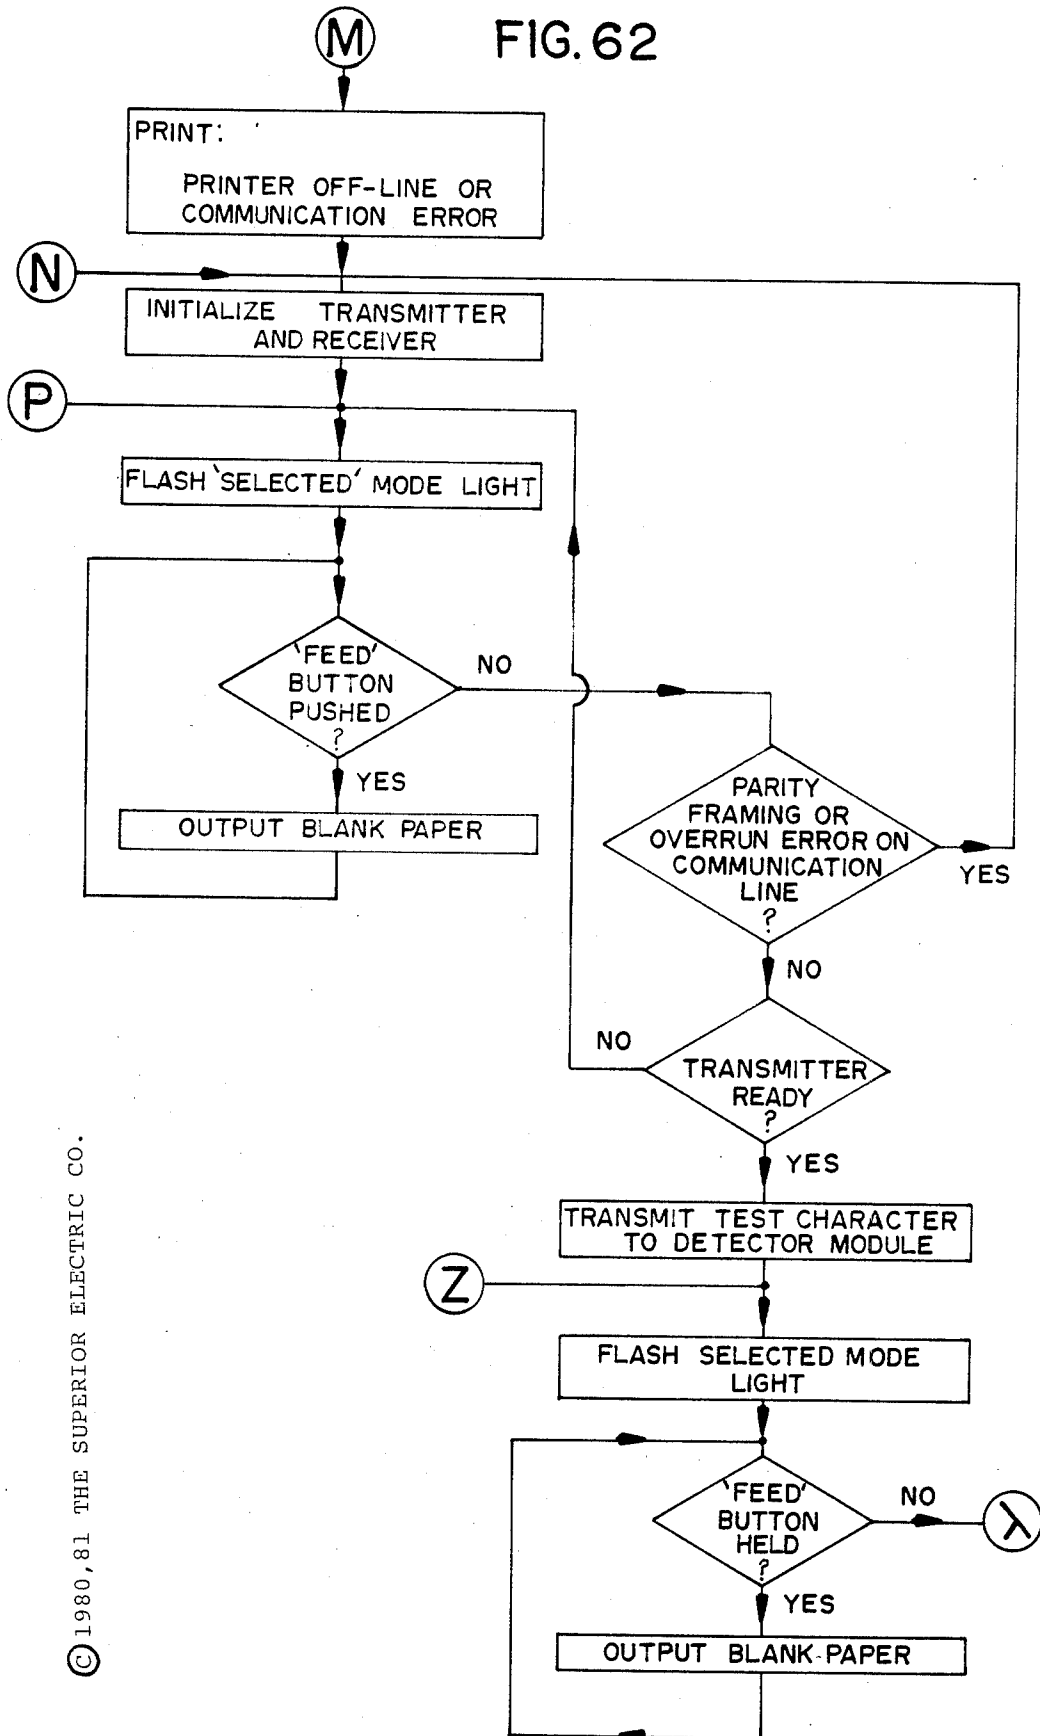 M
FIG. 62
PRINT:
PRINTER OFF-LINE OR
COMMUNICATION ERROR
N
INITIALIZE TRANSMITTER
AND RECEIVER
P
FLASH 'SELECTED' MODE LIGHT
'FEED'
BUTTON
PUSHED
?
NO
YES
OUTPUT BLANK PAPER
PARITY
FRAMING OR
OVERRUN ERROR ON
COMMUNICATION
LINE
?
YES
NO
NO
TRANSMITTER
READY
?
YES
TRANSMIT TEST CHARACTER
TO DETECTOR MODULE
Z
FLASH SELECTED MODE
LIGHT
'FEED'
BUTTON
HELD
?
NO
λ
YES
OUTPUT BLANK PAPER
© 1980,81 THE SUPERIOR ELECTRIC CO.